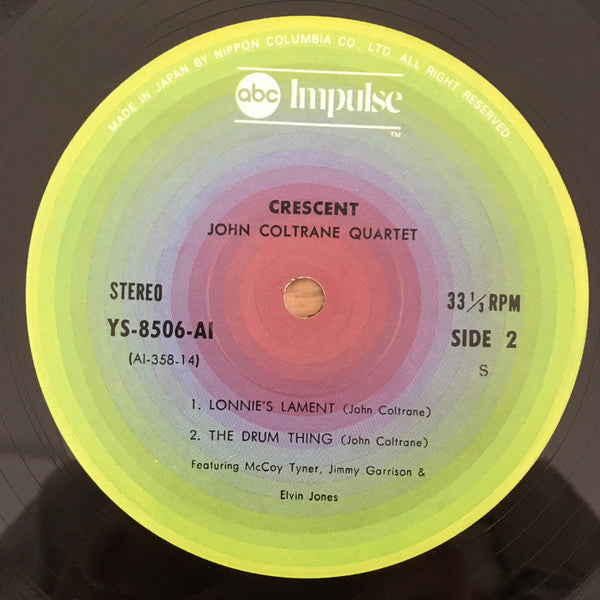 MADE IN JAPAN BY NIPPON COLUMBIA CO., LTD. ALL RIGHT RESERVED.
abc Impulse
TM
CRESCENT
JOHN COLTRANE QUARTET
STEREO
33 1/3 RPM
YS-8506-AI
SIDE 2
(AI-358-14)
S
1. LONNIE'S LAMENT (John Coltrane)
2. THE DRUM THING (John Coltrane)
Featuring McCoy Tyner, Jimmy Garrison &
Elvin Jones